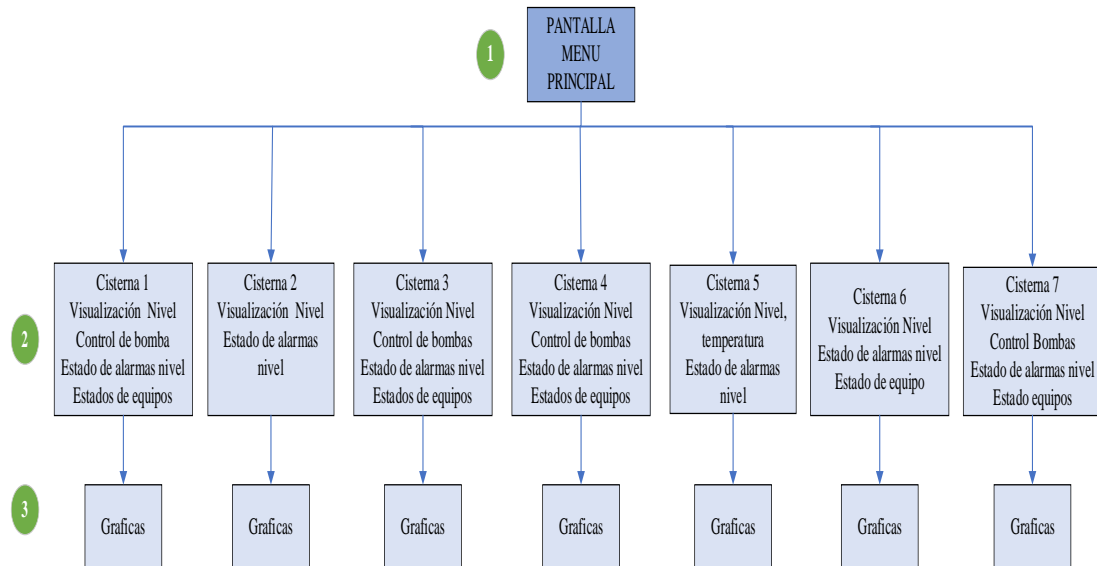 1
PANTALLA
MENU
PRINCIPAL
2
Cisterna 1
Visualización Nivel
Control de bomba
Estado de alarmas nivel
Estados de equipos
Cisterna 2
Visualización Nivel
Estado de alarmas
nivel
Cisterna 3
Visualización Nivel
Control de bombas
Estado de alarmas nivel
Estados de equipos
Cisterna 4
Visualización Nivel
Control de bombas
Estado de alarmas nivel
Estados de equipos
Cisterna 5
Visualización Nivel,
temperatura
Estado de alarmas
nivel
Cisterna 6
Visualización Nivel
Estado de alarmas nivel
Estado de equipo
Cisterna 7
Visualización Nivel
Control Bombas
Estado de alarmas nivel
Estado equipos
3
Graficas
Graficas
Graficas
Graficas
Graficas
Graficas
Graficas